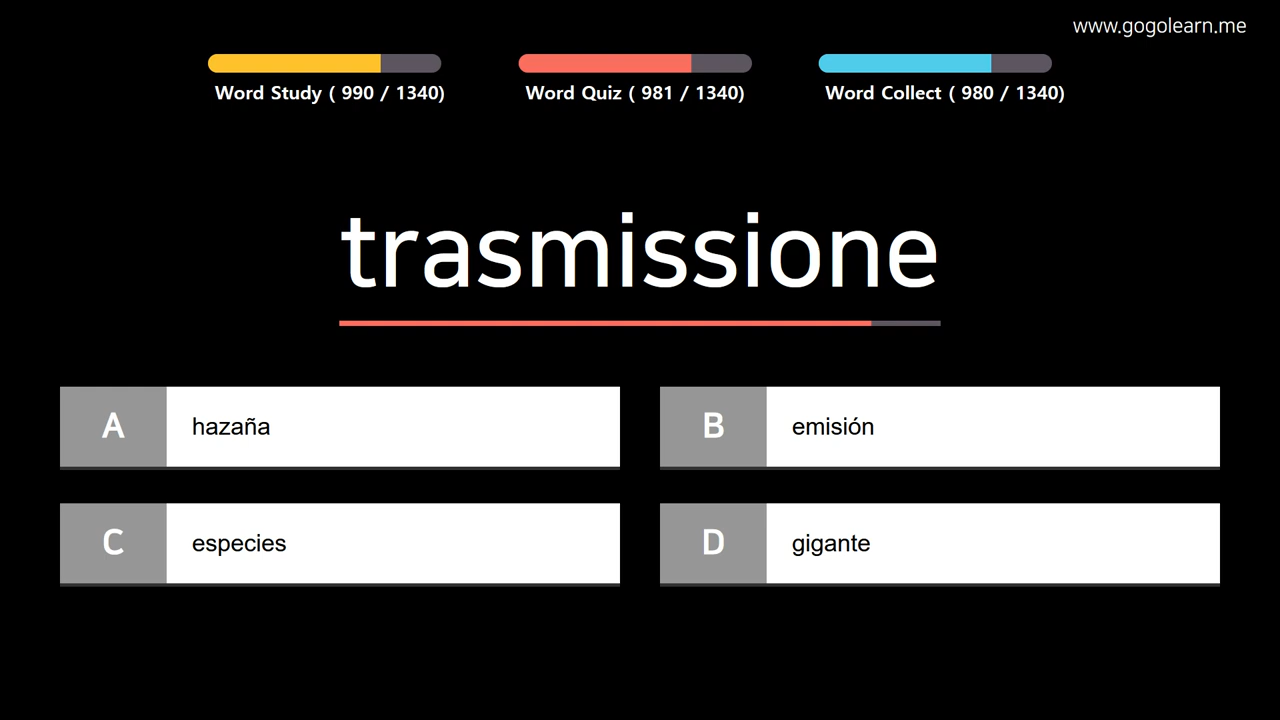 www.gogolearn.me
Word Study ( 990 / 1340)
Word Quiz ( 981 / 1340)
Word Collect ( 980 / 1340)
trasmissione
A hazaña
B emisión
C especies
D gigante